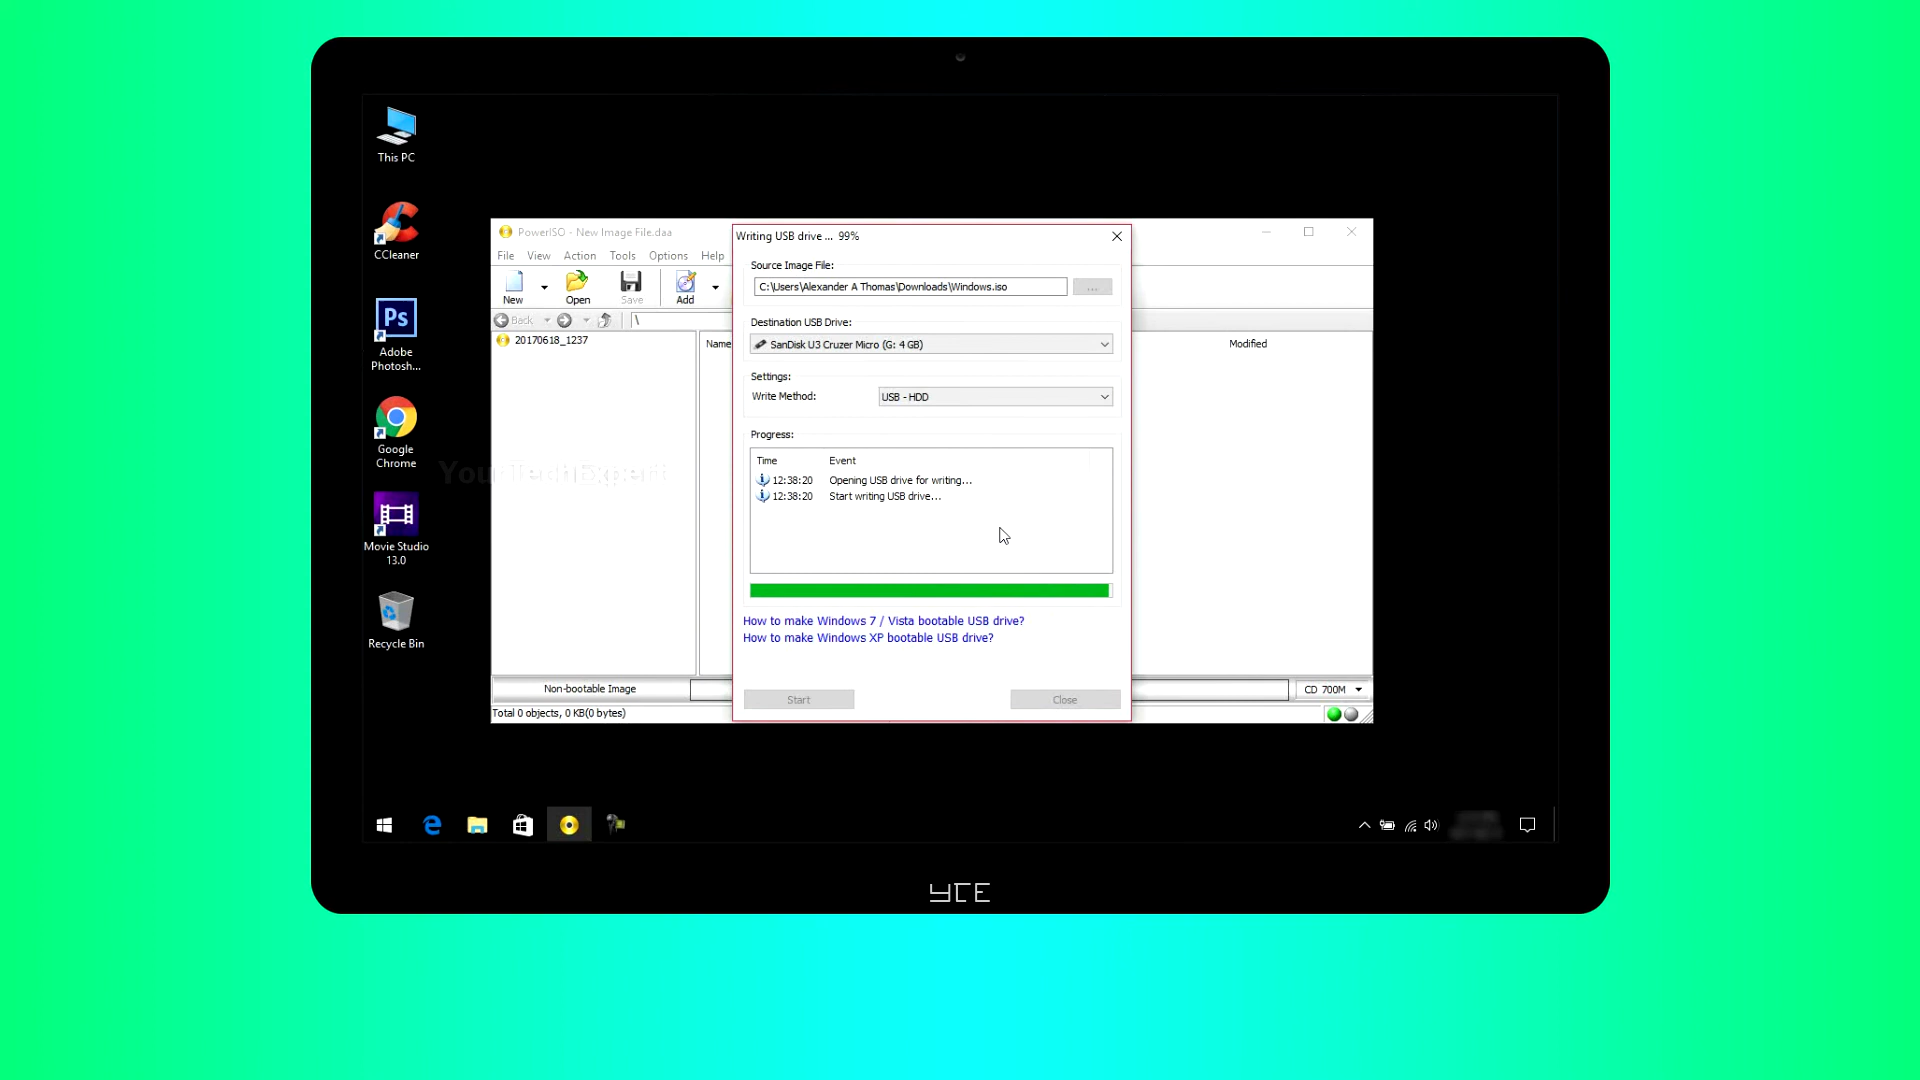 This PC
CCleaner
Ps
Adobe
Photosh...
Google
Chrome
Movie Studio
13.0
Recycle Bin
YourTechExpert
PowerISO - New Image File.daa
File View Action Tools Options Help
New Open Save Add
Back \
20170618_1237
Name Modified
Non-bootable Image
CD 700M
Total 0 objects, 0 KB(0 bytes)
Writing USB drive ... 99%
Source Image File:
C:\Users\Alexander A Thomas\Downloads\Windows.iso
...
Destination USB Drive:
SanDisk U3 Cruzer Micro (G: 4 GB)
Settings:
Write Method: USB - HDD
Progress:
Time Event
12:38:20 Opening USB drive for writing...
12:38:20 Start writing USB drive...
How to make Windows 7 / Vista bootable USB drive?
How to make Windows XP bootable USB drive?
Start Close
YTE